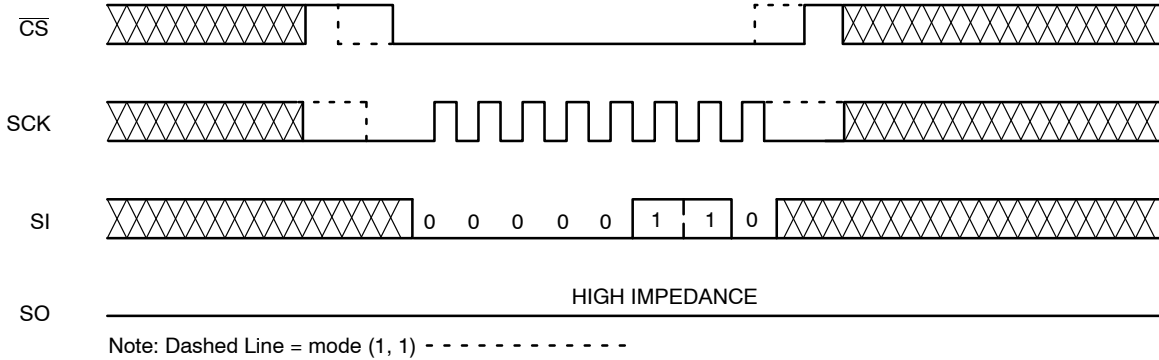 C̅S̅
SCK
SI
0 0 0 0 0 1 1 0
HIGH IMPEDANCE
SO
Note: Dashed Line = mode (1, 1) - - - - - - - - - - - -